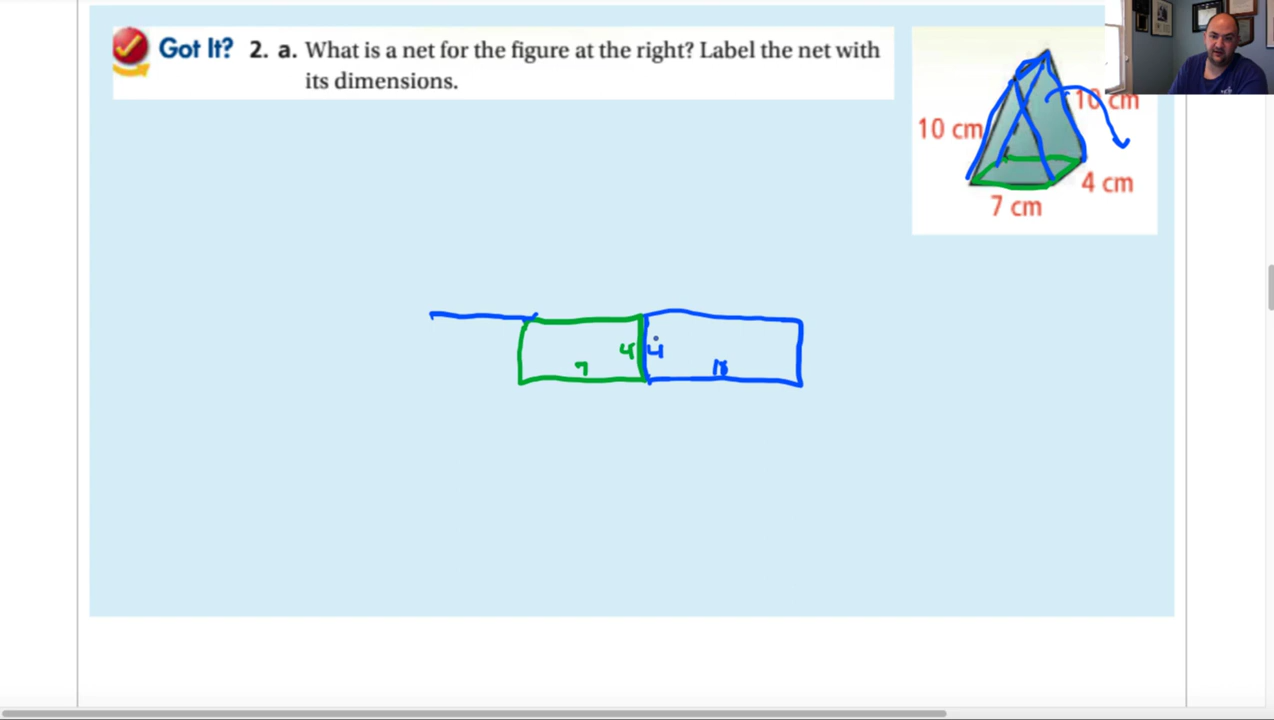 Got It? 2. a. What is a net for the figure at the right? Label the net with
its dimensions.
10 cm
10 cm
4 cm
7 cm
4
4
7
10